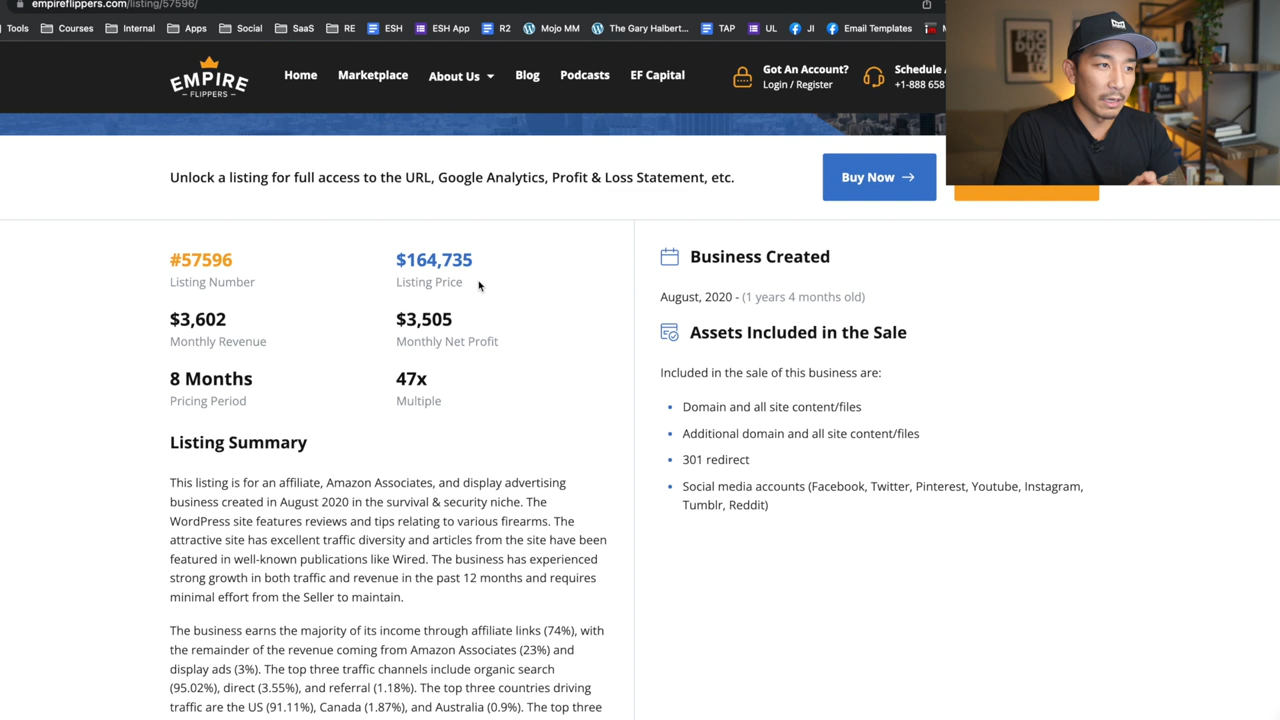 empireflippers.com/listing/57596/
Tools Courses Internal Apps Social SaaS RE ESH ESH App R2 Mojo MM The Gary Halbert... TAP UL JI Email Templates
EMPIRE
FLIPPERS
Home Marketplace About Us Blog Podcasts EF Capital
Got An Account?
Login / Register
Schedule
+1-888 658
Unlock a listing for full access to the URL, Google Analytics, Profit & Loss Statement, etc.
Buy Now →
#57596
Listing Number
$164,735
Listing Price
$3,602
Monthly Revenue
$3,505
Monthly Net Profit
8 Months
Pricing Period
47x
Multiple
Listing Summary
This listing is for an affiliate, Amazon Associates, and display advertising
business created in August 2020 in the survival & security niche. The
WordPress site features reviews and tips relating to various firearms. The
attractive site has excellent traffic diversity and articles from the site have been
featured in well-known publications like Wired. The business has experienced
strong growth in both traffic and revenue in the past 12 months and requires
minimal effort from the Seller to maintain.
The business earns the majority of its income through affiliate links (74%), with
the remainder of the revenue coming from Amazon Associates (23%) and
display ads (3%). The top three traffic channels include organic search
(95.02%), direct (3.55%), and referral (1.18%). The top three countries driving
traffic are the US (91.11%), Canada (1.87%), and Australia (0.9%). The top three
Business Created
August, 2020 - (1 years 4 months old)
Assets Included in the Sale
Included in the sale of this business are:
• Domain and all site content/files
• Additional domain and all site content/files
• 301 redirect
• Social media accounts (Facebook, Twitter, Pinterest, Youtube, Instagram,
Tumblr, Reddit)